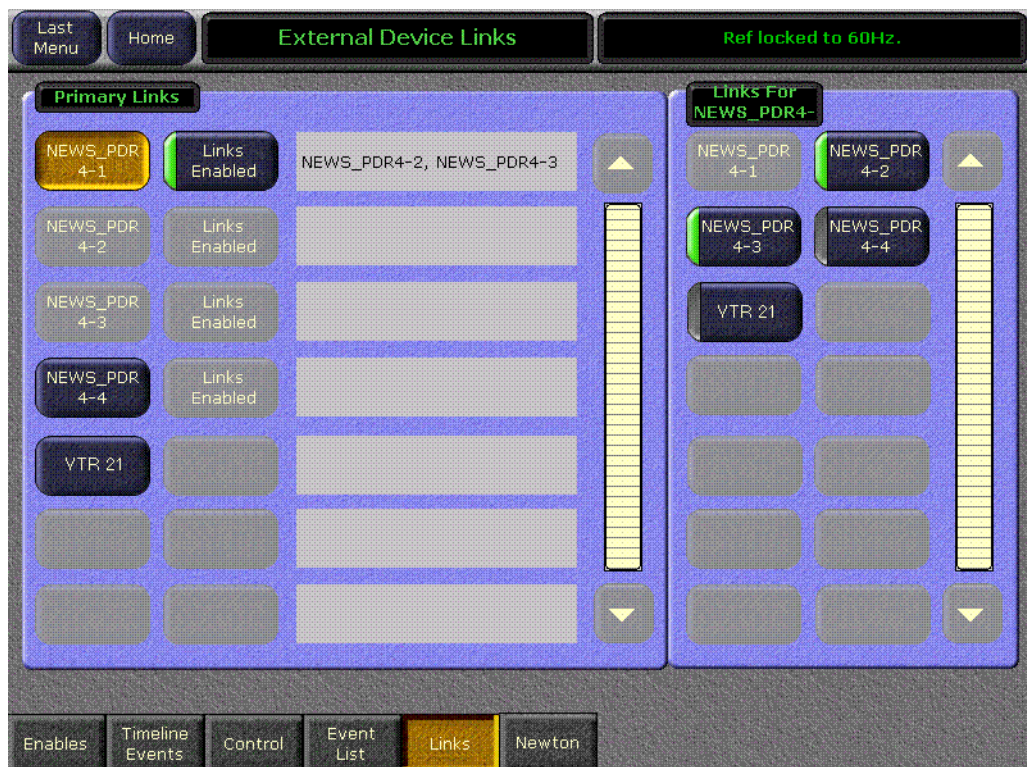 Last
Menu
Home
External Device Links
Ref locked to 60Hz.
Primary Links
NEWS_PDR
4-1
Links
Enabled
NEWS_PDR4-2, NEWS_PDR4-3
NEWS_PDR
4-2
Links
Enabled
NEWS_PDR
4-3
Links
Enabled
NEWS_PDR
4-4
Links
Enabled
VTR 21
Links For
NEWS_PDR4-
NEWS_PDR
4-1
NEWS_PDR
4-2
NEWS_PDR
4-3
NEWS_PDR
4-4
VTR 21
Enables
Timeline
Events
Control
Event
List
Links
Newton